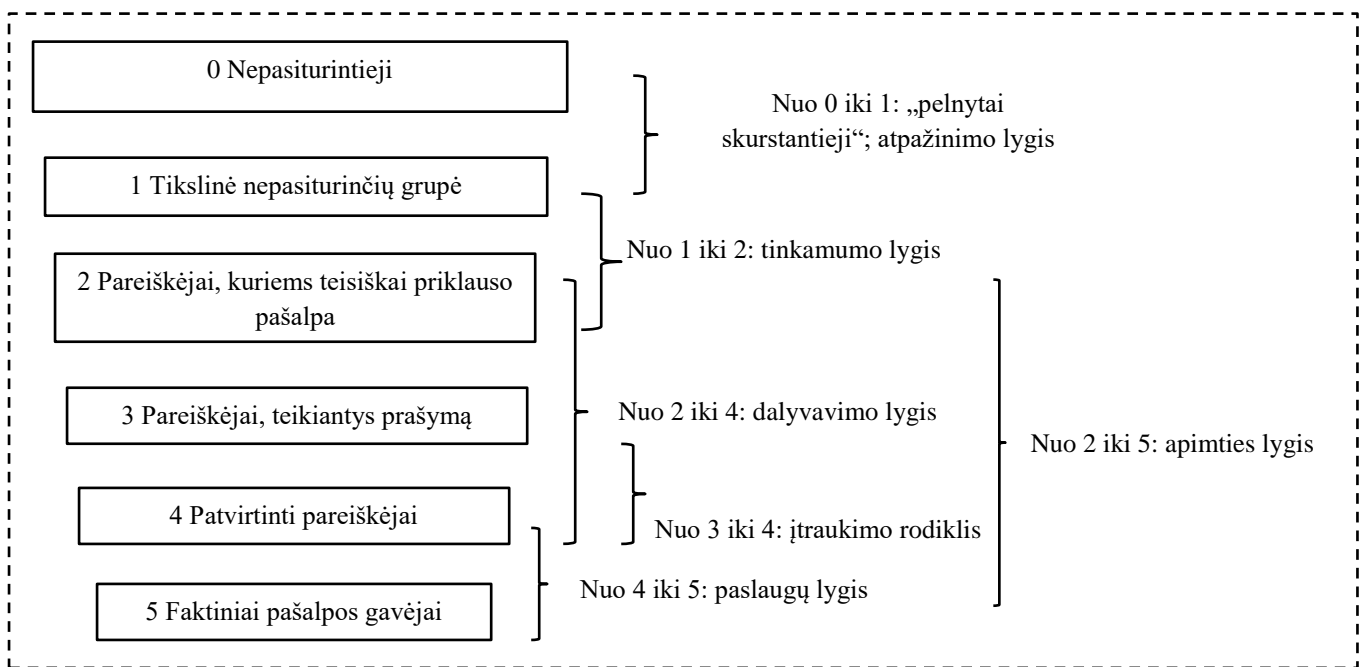 0 Nepasiturintieji
Nuo 0 iki 1: „pelnytai
skurstantieji“; atpažinimo lygis
1 Tikslinė nepasiturinčių grupė
Nuo 1 iki 2: tinkamumo lygis
2 Pareiškėjai, kuriems teisiškai priklauso
pašalpa
3 Pareiškėjai, teikiantys prašymą
Nuo 2 iki 4: dalyvavimo lygis
Nuo 2 iki 5: apimties lygis
4 Patvirtinti pareiškėjai
Nuo 3 iki 4: įtraukimo rodiklis
5 Faktiniai pašalpos gavėjai
Nuo 4 iki 5: paslaugų lygis